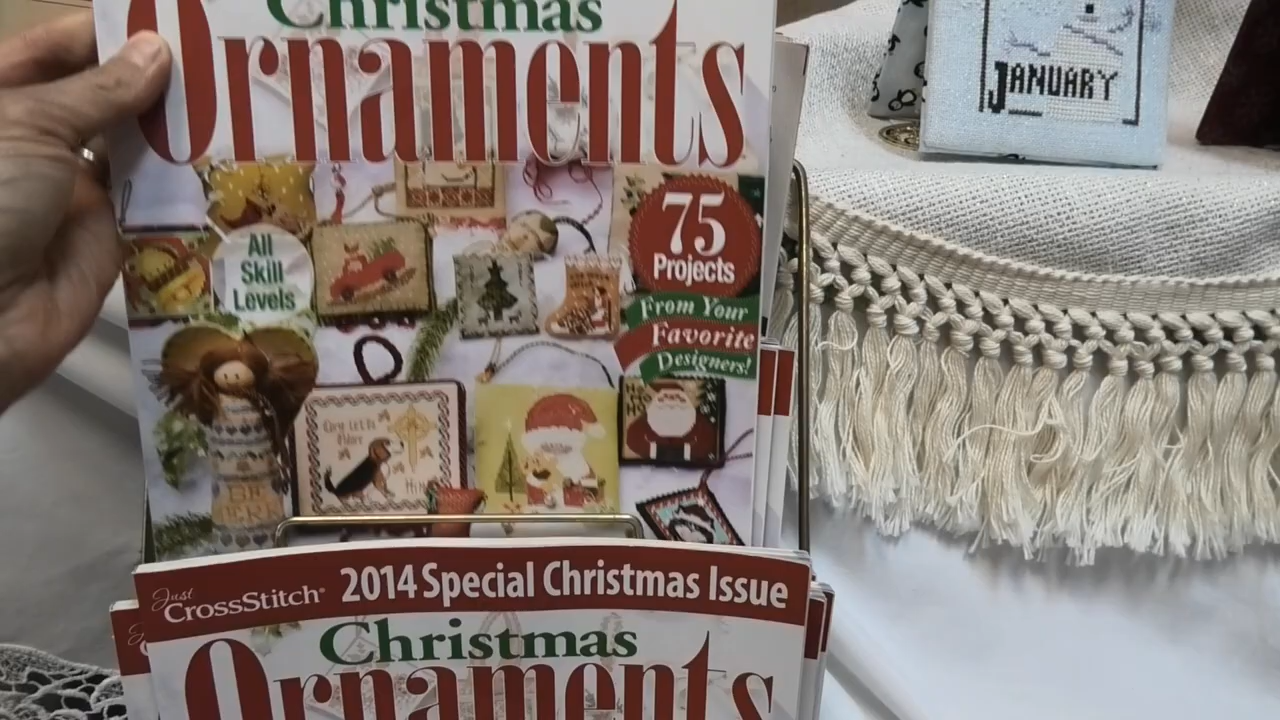 Christmas
Ornaments
JANUARY
All
Skill
Levels
75
Projects
From Your
Favorite
Designers!
Just
CrossStitch®
2014 Special Christmas Issue
Christmas
Ornaments